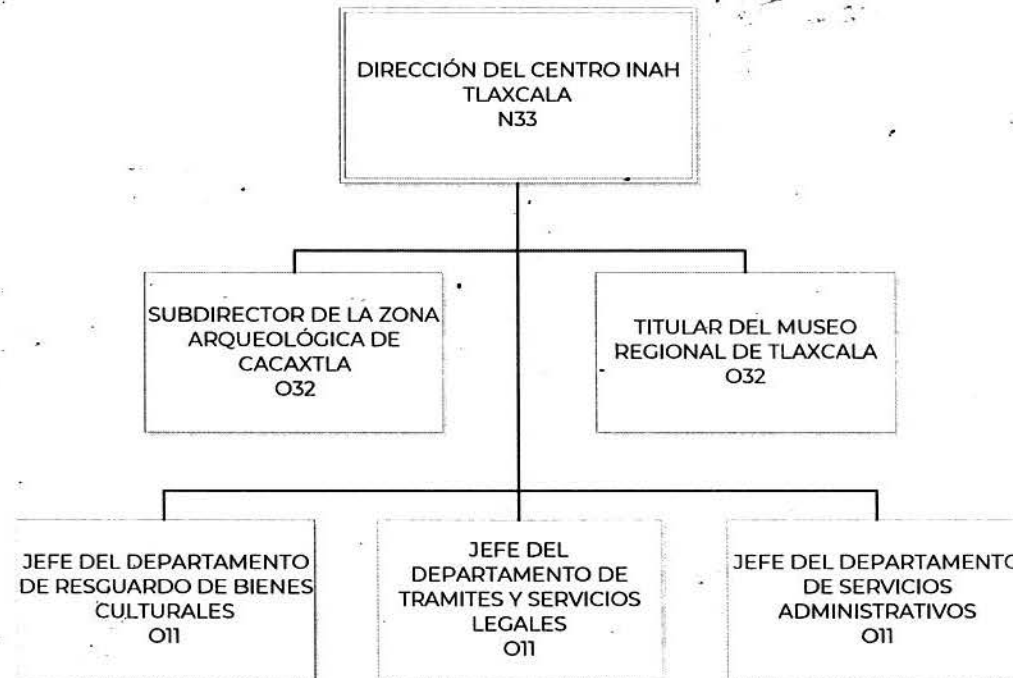 DIRECCIÓN DEL CENTRO INAH
TLAXCALA
N33
SUBDIRECTOR DE LA ZONA
ARQUEOLÓGICA DE
CACAXTLA
O32
TITULAR DEL MUSEO
REGIONAL DE TLAXCALA
O32
JEFE DEL DEPARTAMENTO
DE RESGUARDO DE BIENES
CULTURALES
O11
JEFE DEL
DEPARTAMENTO DE
TRAMITES Y SERVICIOS
LEGALES
O11
JEFE DEL DEPARTAMENTO
DE SERVICIOS
ADMINISTRATIVOS
O11